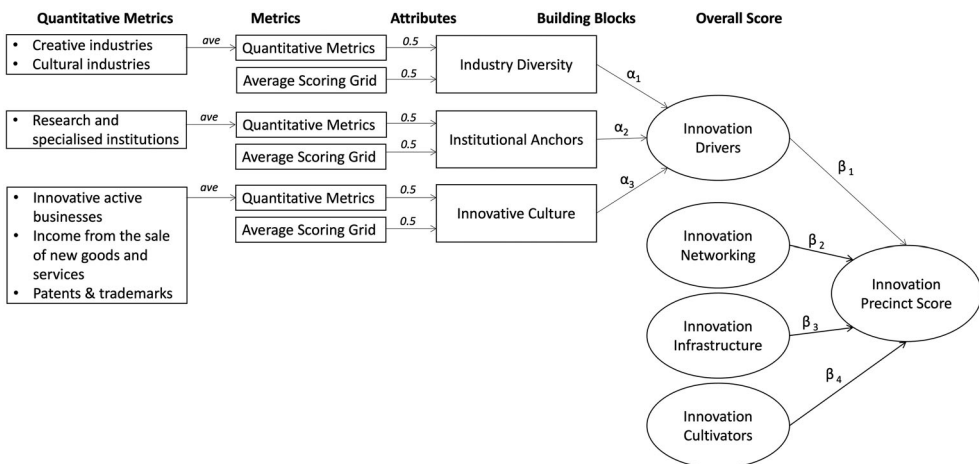 Quantitative Metrics
Metrics
Attributes
Building Blocks
Overall Score
• Creative industries
• Cultural industries
ave
Quantitative Metrics
0.5
Average Scoring Grid
0.5
Industry Diversity
α1
• Research and
specialised institutions
ave
Quantitative Metrics
0.5
Average Scoring Grid
0.5
Institutional Anchors
α2
• Innovative active
businesses
• Income from the sale
of new goods and
services
• Patents & trademarks
ave
Quantitative Metrics
0.5
Average Scoring Grid
0.5
Innovative Culture
α3
Innovation
Drivers
β1
Innovation
Networking
β2
Innovation
Infrastructure
β3
Innovation
Cultivators
β4
Innovation
Precinct Score